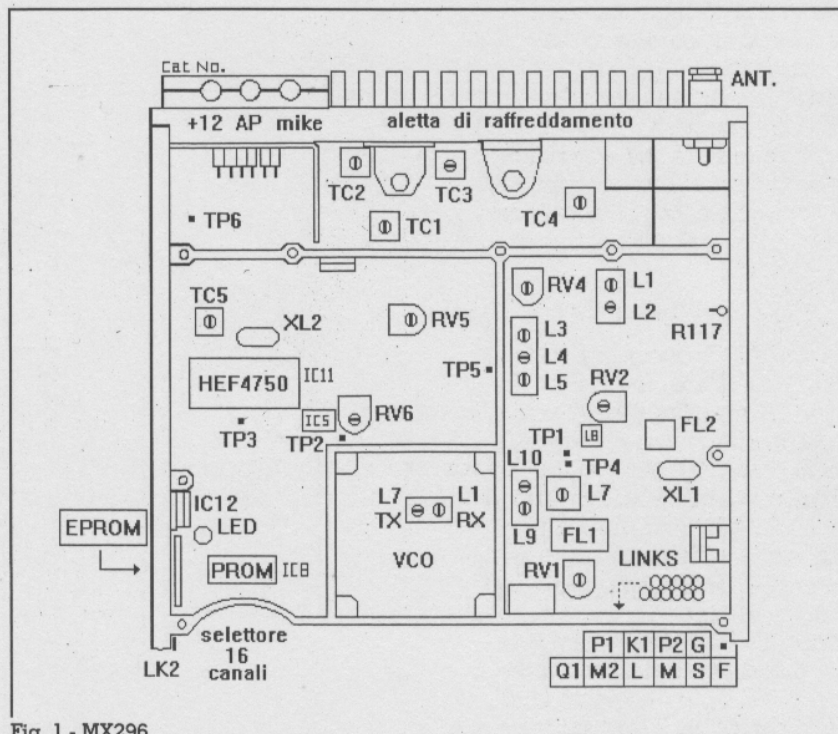 Cat No.
ANT.
+12 AP mike
aletta di raffreddamento
TC2
TC3
TC1
TC4
TP6
TC5
XL2
RV5
RV4
L1
L2
R117
L3
L4
L5
TP5
HEF4750
IC11
IC5
RV6
TP3
TP2
RV2
L8
FL2
TP1
TP4
XL1
L10
L7
L9
FL1
LINKS
RV1
IC12
LED
EPROM
PROM
IC8
L7
L1
TX
RX
VCO
selettore
16
canali
LK2
P1 K1 P2 G
Q1 M2 L M S F
Fig. 1 - MX296